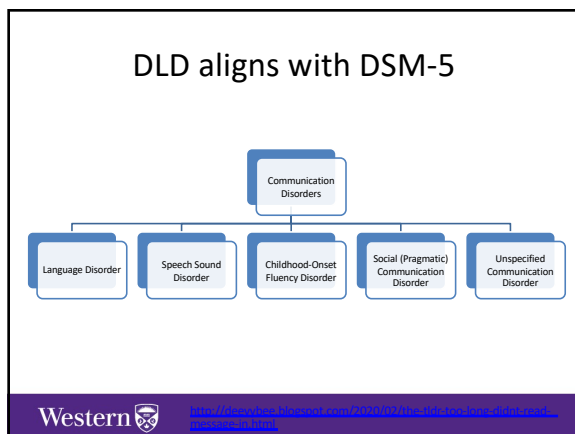 DLD aligns with DSM-5
Communication
Disorders
Language Disorder
Speech Sound
Disorder
Childhood-Onset
Fluency Disorder
Social (Pragmatic)
Communication
Disorder
Unspecified
Communication
Disorder
Western
http://deevybee.blogspot.com/2020/02/the-tldr-too-long-didnt-read-
message-in.html